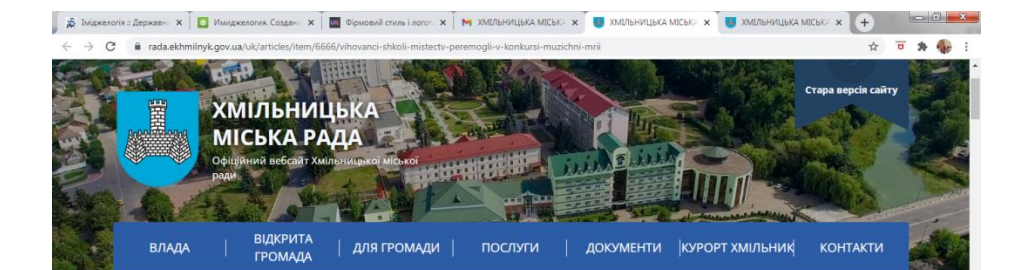 Іміджелогія :: Державн
Имиджелогия. Создан
Фірмовий стиль і логот
ХМІЛЬНИЦЬКА МІСЬКА
ХМІЛЬНИЦЬКА МІСЬКА
ХМІЛЬНИЦЬКА МІСЬКА
rada.ekhmilnyk.gov.ua/uk/articles/item/6666/vihovanci-shkoli-mistectv-peremogli-v-konkursi-muzichni-mrii
Стара версія сайту
ХМІЛЬНИЦЬКА
МІСЬКА РАДА
Офіційний вебсайт Хмільницької міської
ради
ВЛАДА
ВІДКРИТА
ГРОМАДА
ДЛЯ ГРОМАДИ
ПОСЛУГИ
ДОКУМЕНТИ
КУРОРТ ХМІЛЬНИК
КОНТАКТИ